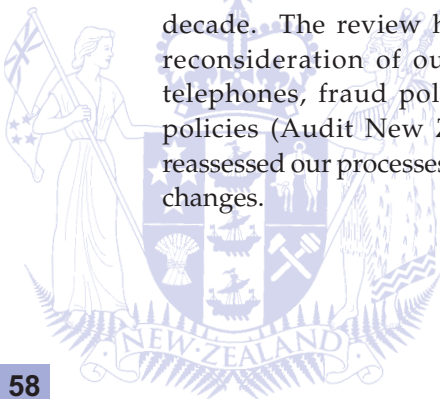 decade. The review h
reconsideration of ou
telephones, fraud pol
policies (Audit New Z
reassessed our processes
changes.
NEW·ZEALAND
58